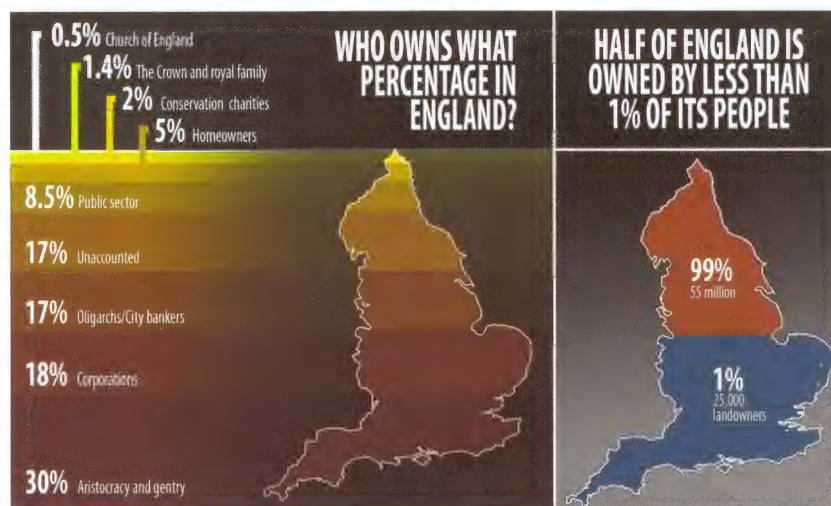 0.5% Church of England
1.4% The Crown and royal family
2% Conservation charities
5% Homeowners
8.5% Public sector
17% Unaccounted
17% Oligarchs/City bankers
18% Corporations
30% Aristocracy and gentry
WHO OWNS WHAT
PERCENTAGE IN
ENGLAND?
HALF OF ENGLAND IS
OWNED BY LESS THAN
1% OF ITS PEOPLE
99%
55 million
1%
25,000
landowners